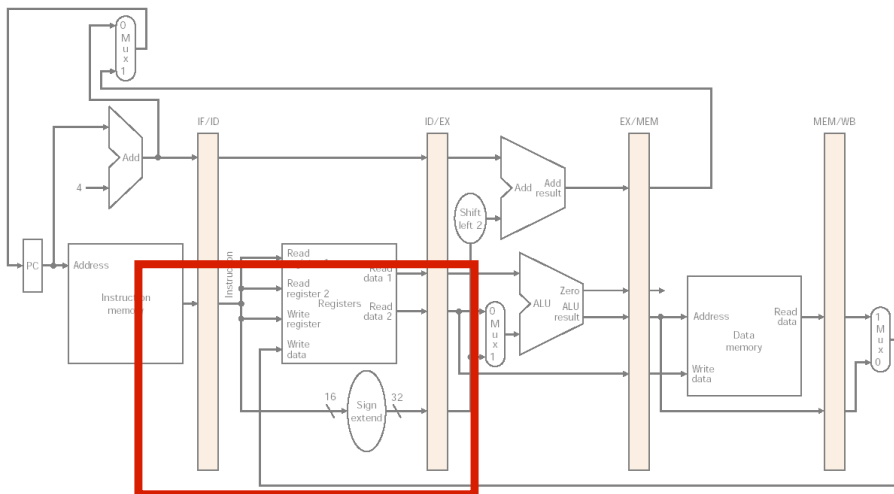 0
M
u
x
1
IF/ID
ID/EX
EX/MEM
MEM/WB
Add
4
Add
Add
result
Shift
left 2
PC
Address
Instruction
memory
Instruction
Read
Read
data 1
Read
register 2
Registers
Read
data 2
Write
register
Write
data
0
M
u
x
1
Zero
ALU
ALU
result
Address
Read
data
Data
memory
Write
data
1
M
u
x
0
16
32
Sign
extend